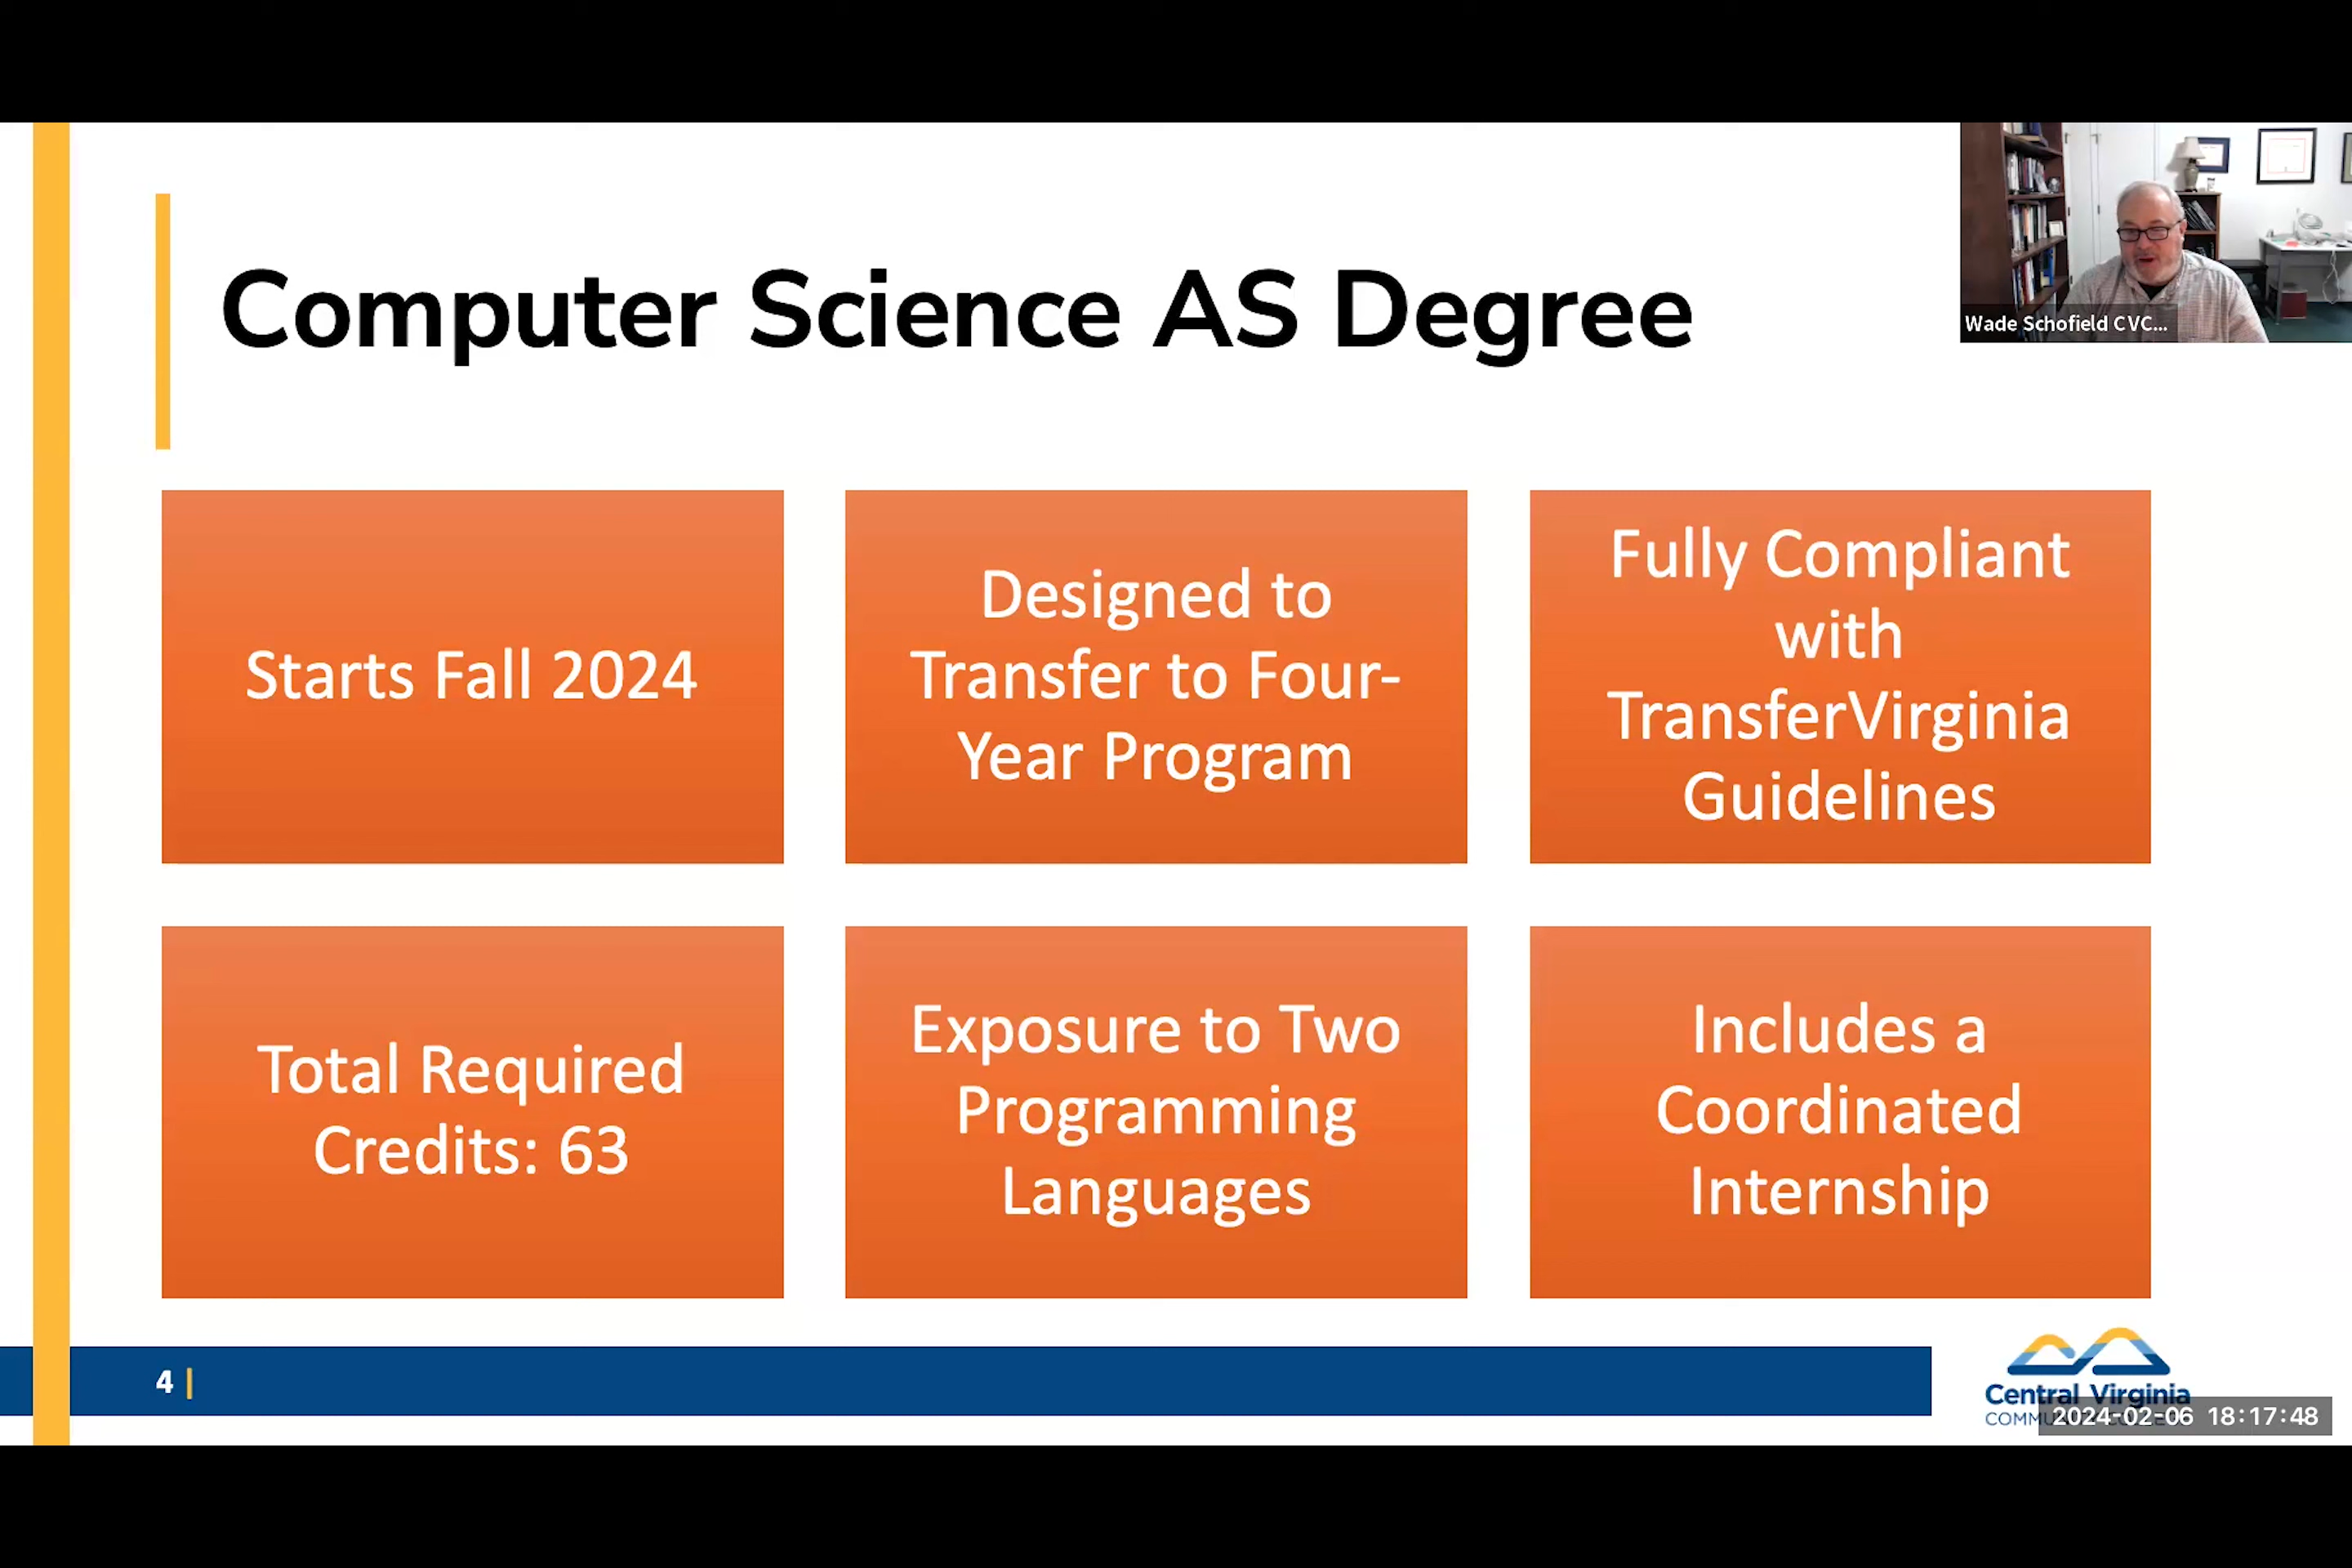 Computer Science AS Degree
Wade Schofield CVC...
Starts Fall 2024
Designed to
Transfer to Four-
Year Program
Fully Compliant
with
TransferVirginia
Guidelines
Total Required
Credits: 63
Exposure to Two
Programming
Languages
Includes a
Coordinated
Internship
4
Central Virginia
2024-02-06 18:17:48